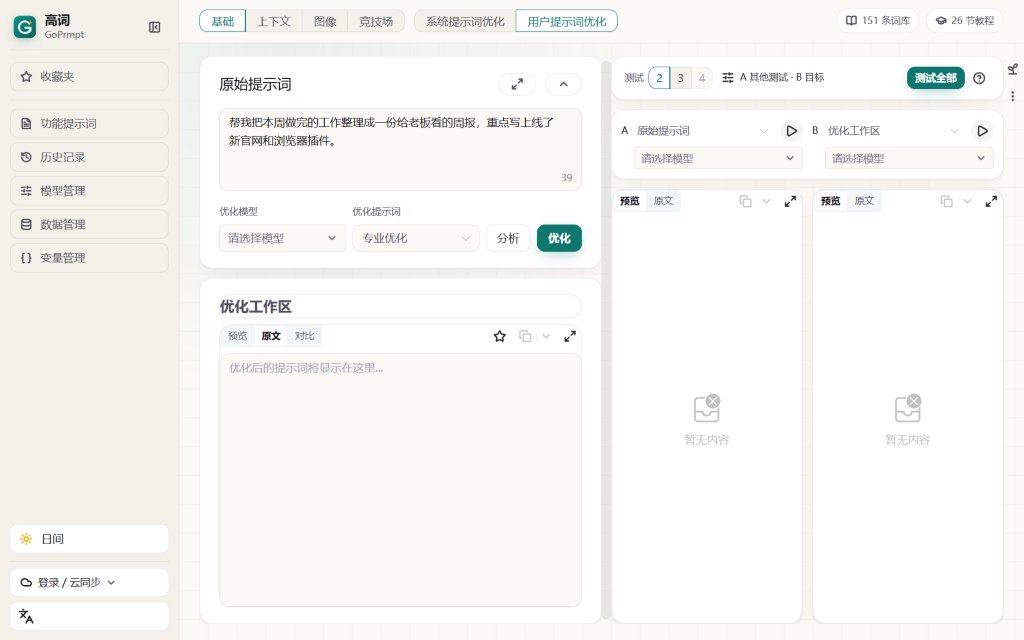 高词
GoPrmpt
收藏夹
功能提示词
历史记录
模型管理
数据管理
变量管理
日间
登录 / 云同步
基础 上下文 图像 竞技场 系统提示词优化 用户提示词优化
151 条词库 26 节教程
原始提示词
帮我把本周做完的工作整理成一份给老板看的周报，重点写上线了
新官网和浏览器插件。
39
优化模型 优化提示词
请选择模型 专业优化 分析 优化
优化工作区
预览 原文 对比
优化后的提示词将显示在这里...
测试 2 3 4 A 其他测试 · B 目标 测试全部
A 原始提示词 B 优化工作区
请选择模型 请选择模型
预览 原文 预览 原文
暂无内容 暂无内容